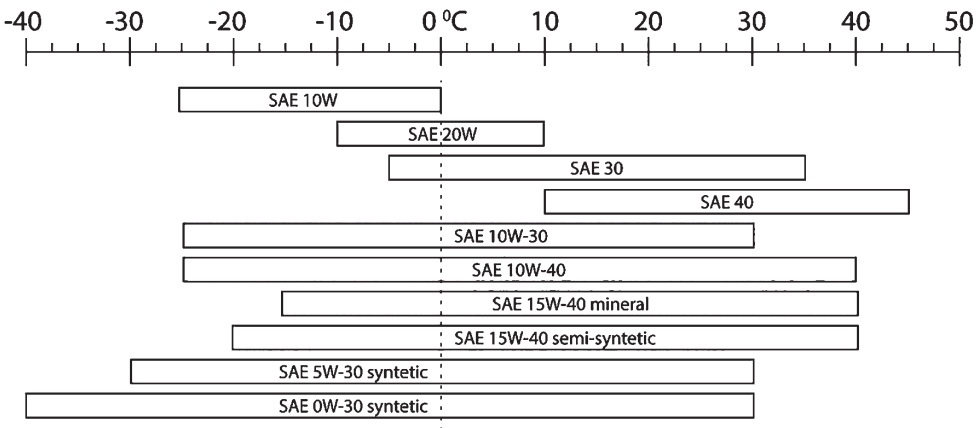 -40 -30 -20 -10 0 ⁰C 10 20 30 40 50
SAE 10W
SAE 20W
SAE 30
SAE 40
SAE 10W-30
SAE 10W-40
SAE 15W-40 mineral
SAE 15W-40 semi-syntetic
SAE 5W-30 syntetic
SAE 0W-30 syntetic